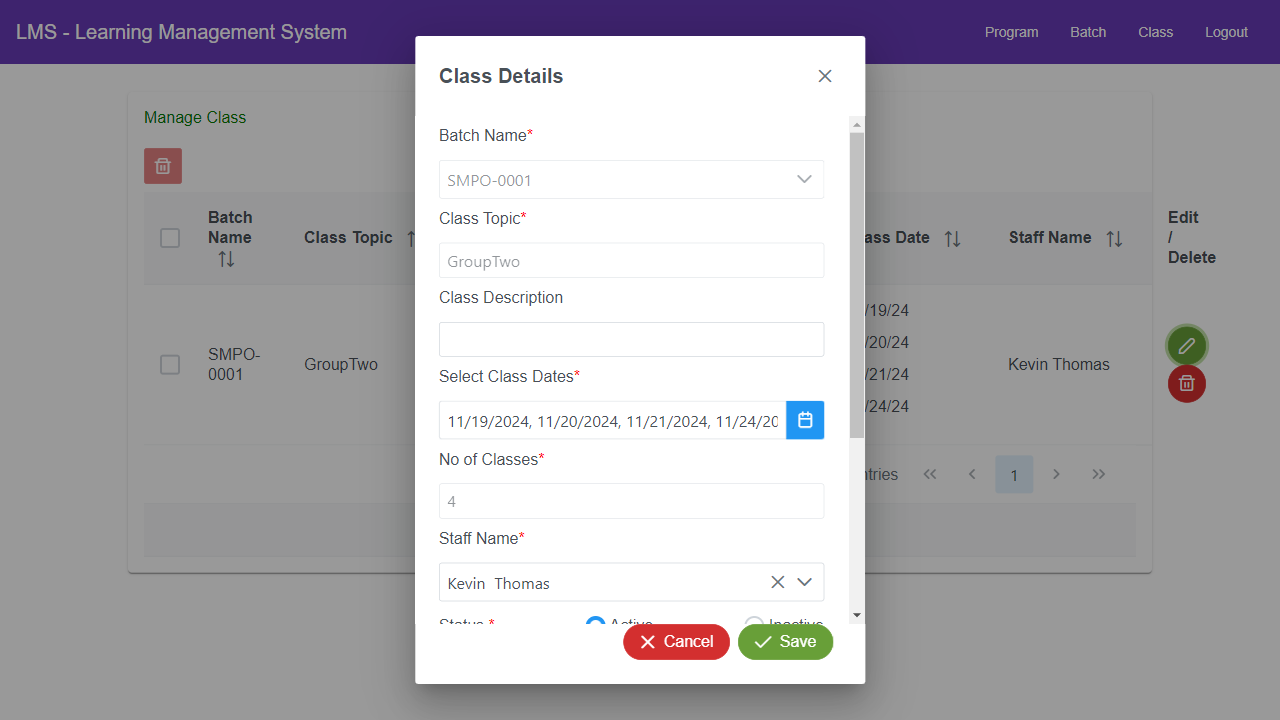 LMS - Learning Management System
Program
Batch
Class
Logout
Manage Class
Batch Name
Class Topic
ass Date
Staff Name
Edit / Delete
SMPO-0001
GroupTwo
/19/24
/20/24
/21/24
/24/24
Kevin Thomas
ntries
1
Class Details
Batch Name*
SMPO-0001
Class Topic*
GroupTwo
Class Description
Select Class Dates*
11/19/2024, 11/20/2024, 11/21/2024, 11/24/20
No of Classes*
4
Staff Name*
Kevin Thomas
Status * Active Inactive
Cancel
Save